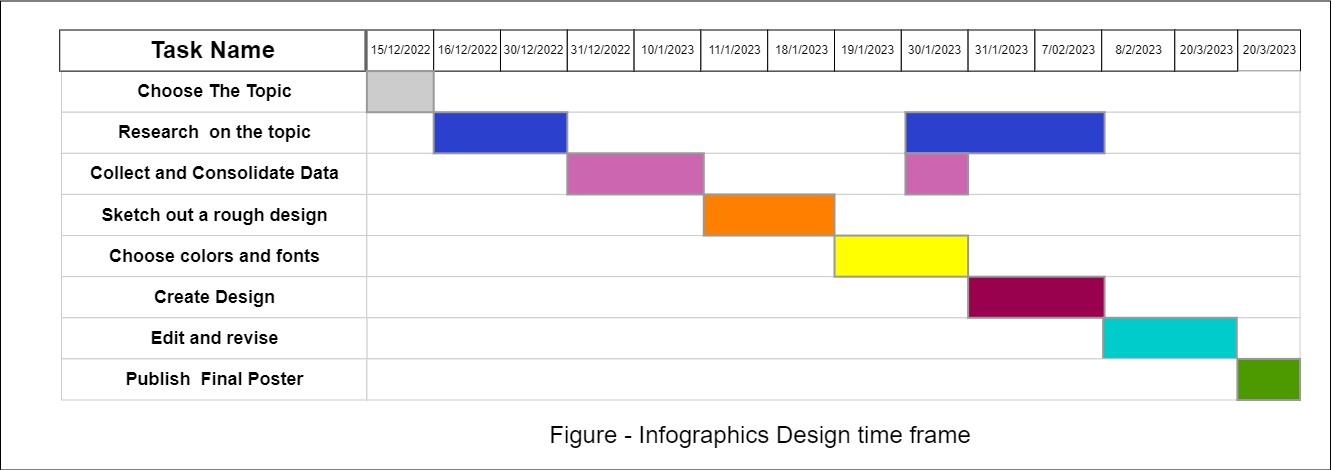 Task Name 15/12/2022 16/12/2022 30/12/2022 31/12/2022 10/1/2023 11/1/2023 18/1/2023 19/1/2023 30/1/2023 31/1/2023 7/02/2023 8/2/2023 20/3/2023 20/3/2023
Choose The Topic
Research on the topic
Collect and Consolidate Data
Sketch out a rough design
Choose colors and fonts
Create Design
Edit and revise
Publish Final Poster
Figure - Infographics Design time frame